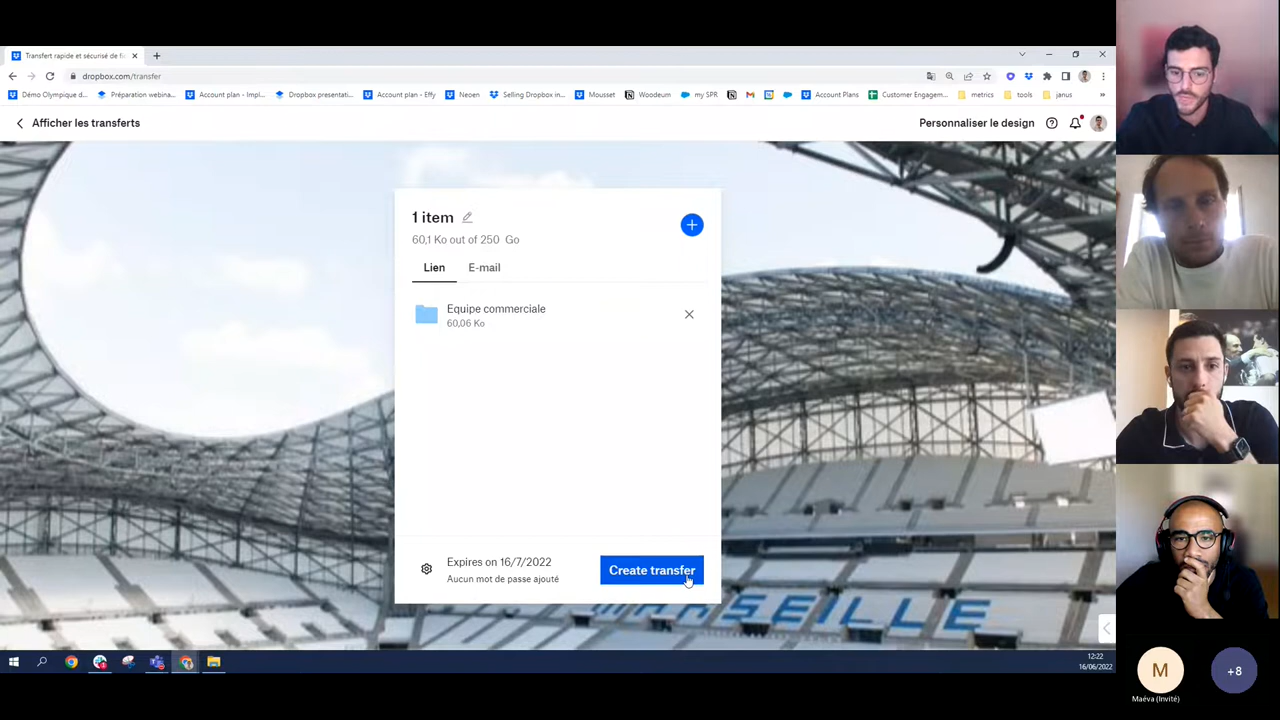 Transfert rapide et sécurisé de fi
dropbox.com/transfer
Démo Olympique d... Préparation webina... Account plan - Impl... Dropbox presentati... Account plan - Effy Neoen Selling Dropbox in... Mousset Woodeum my SPR Account Plans Customer Engagem... metrics tools janus »
Afficher les transferts Personnaliser le design
1 item
60,1 Ko out of 250 Go
Lien E-mail
Equipe commerciale
60,06 Ko
Expires on 16/7/2022
Aucun mot de passe ajouté
Create transfer
MARSEILLE
12:22
16/06/2022
M
+8
Maéva (Invité)